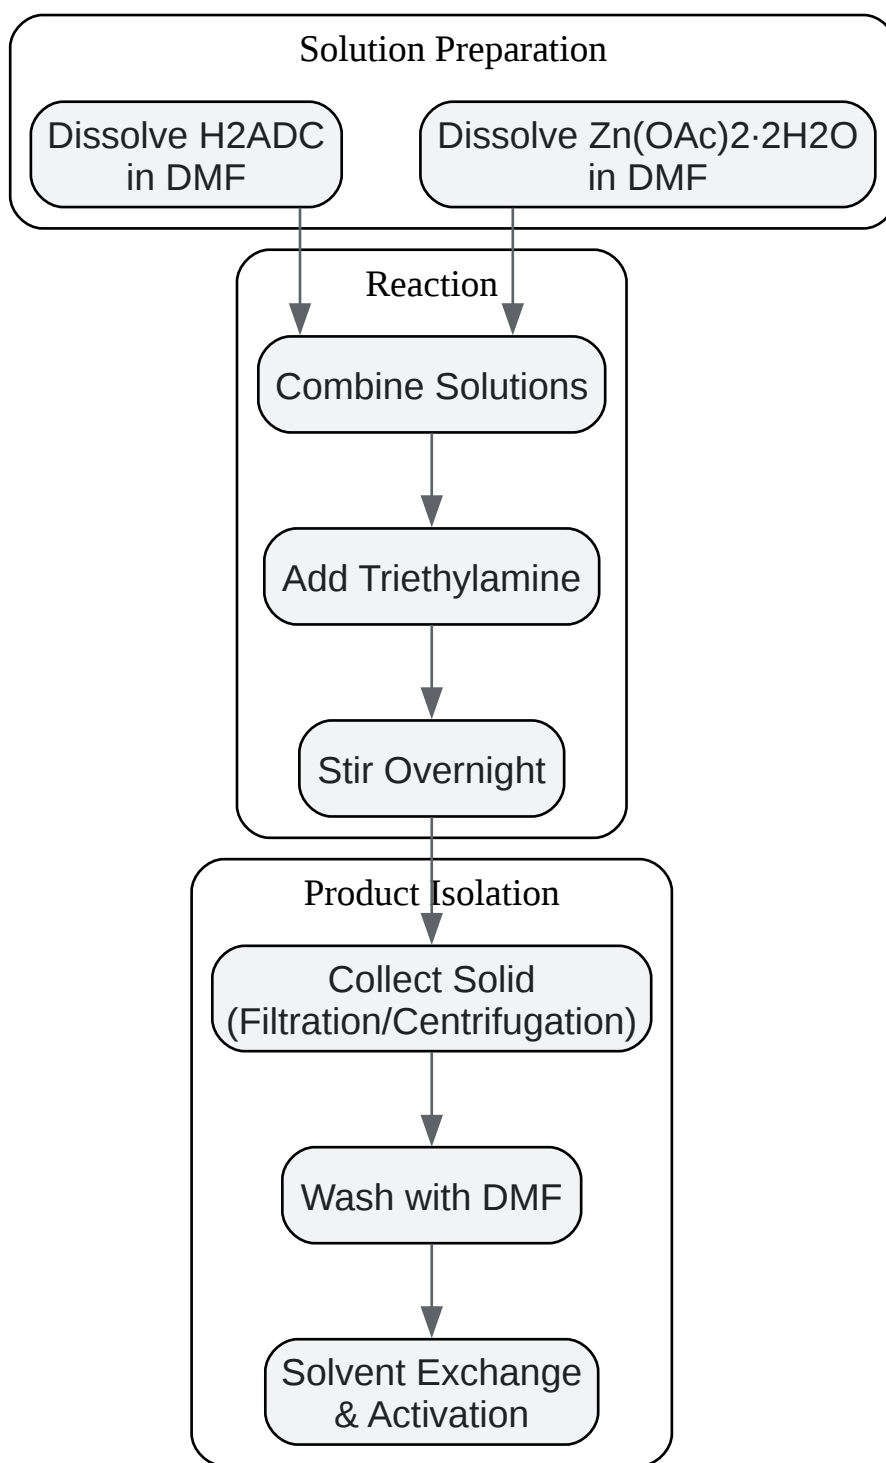 Solution Preparation
Dissolve H2ADC
in DMF
Dissolve Zn(OAc)2·2H2O
in DMF
Reaction
Combine Solutions
Add Triethylamine
Stir Overnight
Product Isolation
Collect Solid
(Filtration/Centrifugation)
Wash with DMF
Solvent Exchange
& Activation